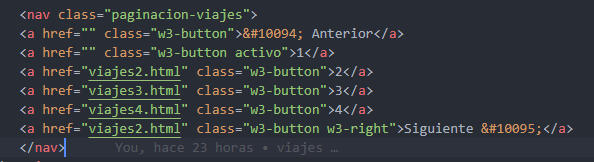 <nav class="paginacion-viajes">
<a href="" class="w3-button">&#10094; Anterior</a>
<a href="" class="w3-button activo">1</a>
<a href="viajes2.html" class="w3-button">2</a>
<a href="viajes3.html" class="w3-button">3</a>
<a href="viajes4.html" class="w3-button">4</a>
<a href="viajes2.html" class="w3-button w3-right">Siguiente &#10095;</a>
</nav> You, hace 23 horas • viajes …